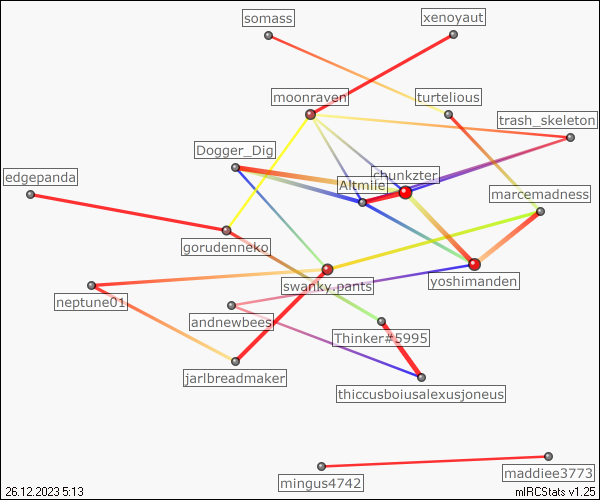 somass
xenoyaut
moonraven
turtelious
trash_skeleton
Dogger_Dig
edgepanda
chunkzter
Altmile
marcemadness
gorudenneko
swanky.pants
yoshimanden
neptune01
andnewbees
Thinker#5995
jarlbreadmaker
thiccusboiusalexusjoneus
mingus4742
maddiee3773
26.12.2023 5:13
mIRCStats v1.25